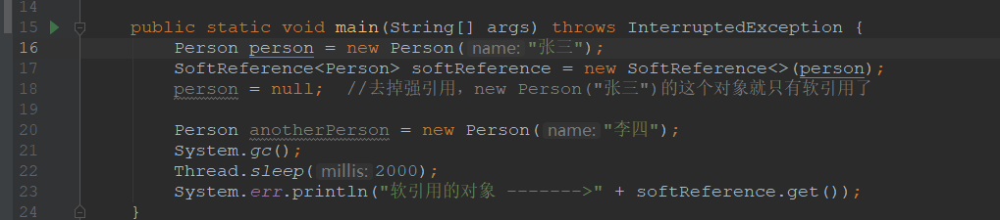 14
15 public static void main(String[] args) throws InterruptedException {
16 Person person = new Person( name: "张三");
17 SoftReference<Person> softReference = new SoftReference<>(person);
18 person = null;  //去掉强引用，new Person("张三")的这个对象就只有软引用了
19
20 Person anotherPerson = new Person( name: "李四");
21 System.gc();
22 Thread.sleep( millis: 2000);
23 System.err.println("软引用的对象 ------->" + softReference.get());
24 }